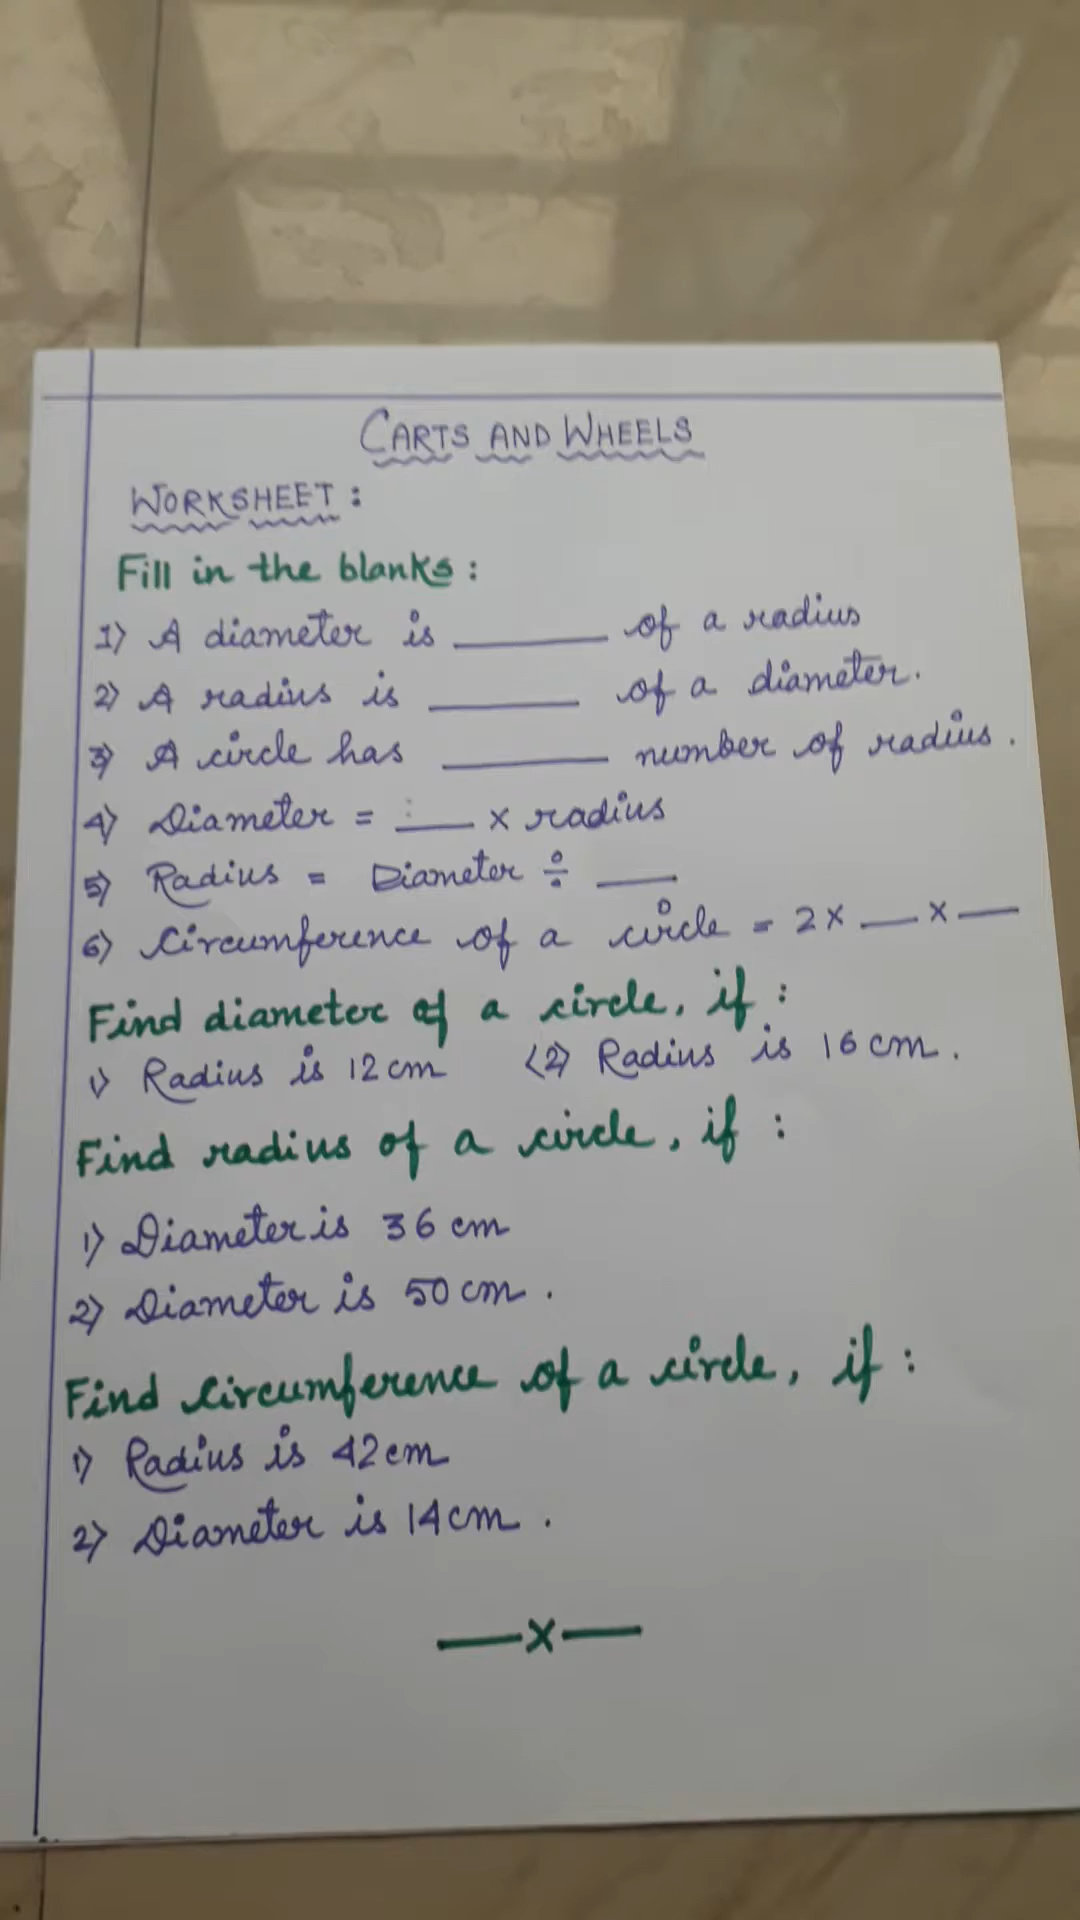 CARTS AND WHEELS
WORKSHEET:
Fill in the blanks:
1) A diameter is ________ of a radius
2) A radius is ________ of a diameter.
3) A circle has ________ number of radius.
4) Diameter = ____ x radius
5) Radius = Diameter ÷ ____
6) Circumference of a circle = 2 x ___ x ___
Find diameter of a circle, if:
1) Radius is 12 cm (2) Radius is 16 cm.
Find radius of a circle, if:
1) Diameter is 36 cm
2) Diameter is 50 cm.
Find circumference of a circle, if:
1) Radius is 42 cm
2) Diameter is 14 cm.
—x—